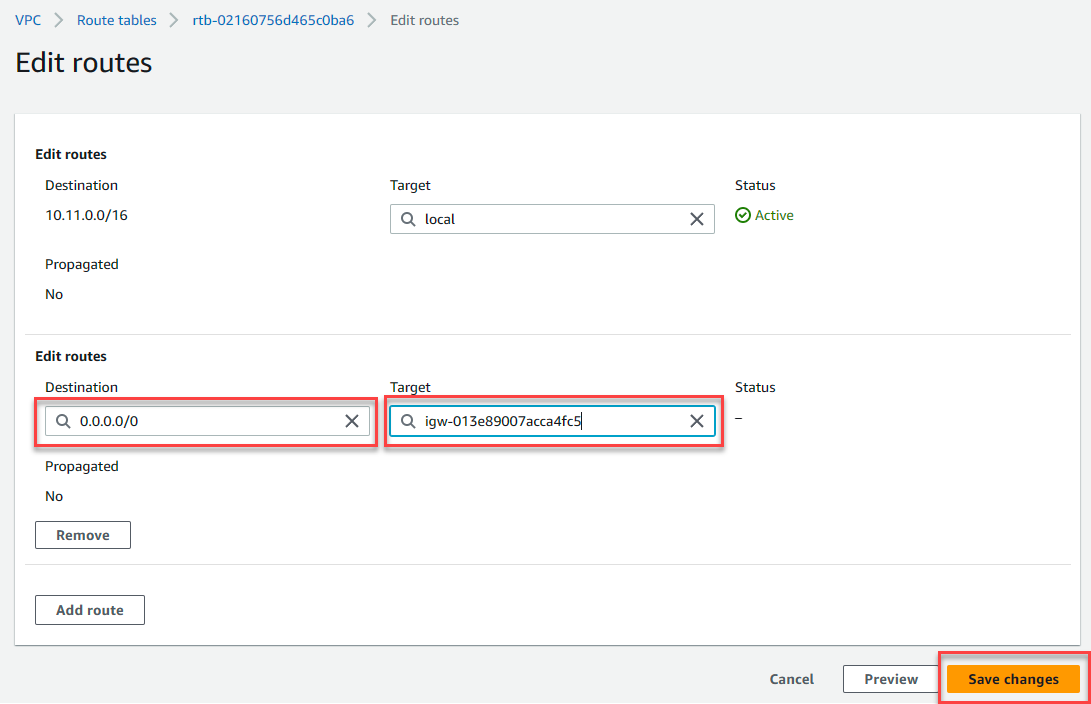 VPC > Route tables > rtb-02160756d465c0ba6 > Edit routes
Edit routes
Edit routes
Destination Target Status
10.11.0.0/16 local Active
Propagated
No
Edit routes
Destination Target Status
0.0.0.0/0 igw-013e89007acca4fc5 –
Propagated
No
Remove
Add route
Cancel Preview Save changes